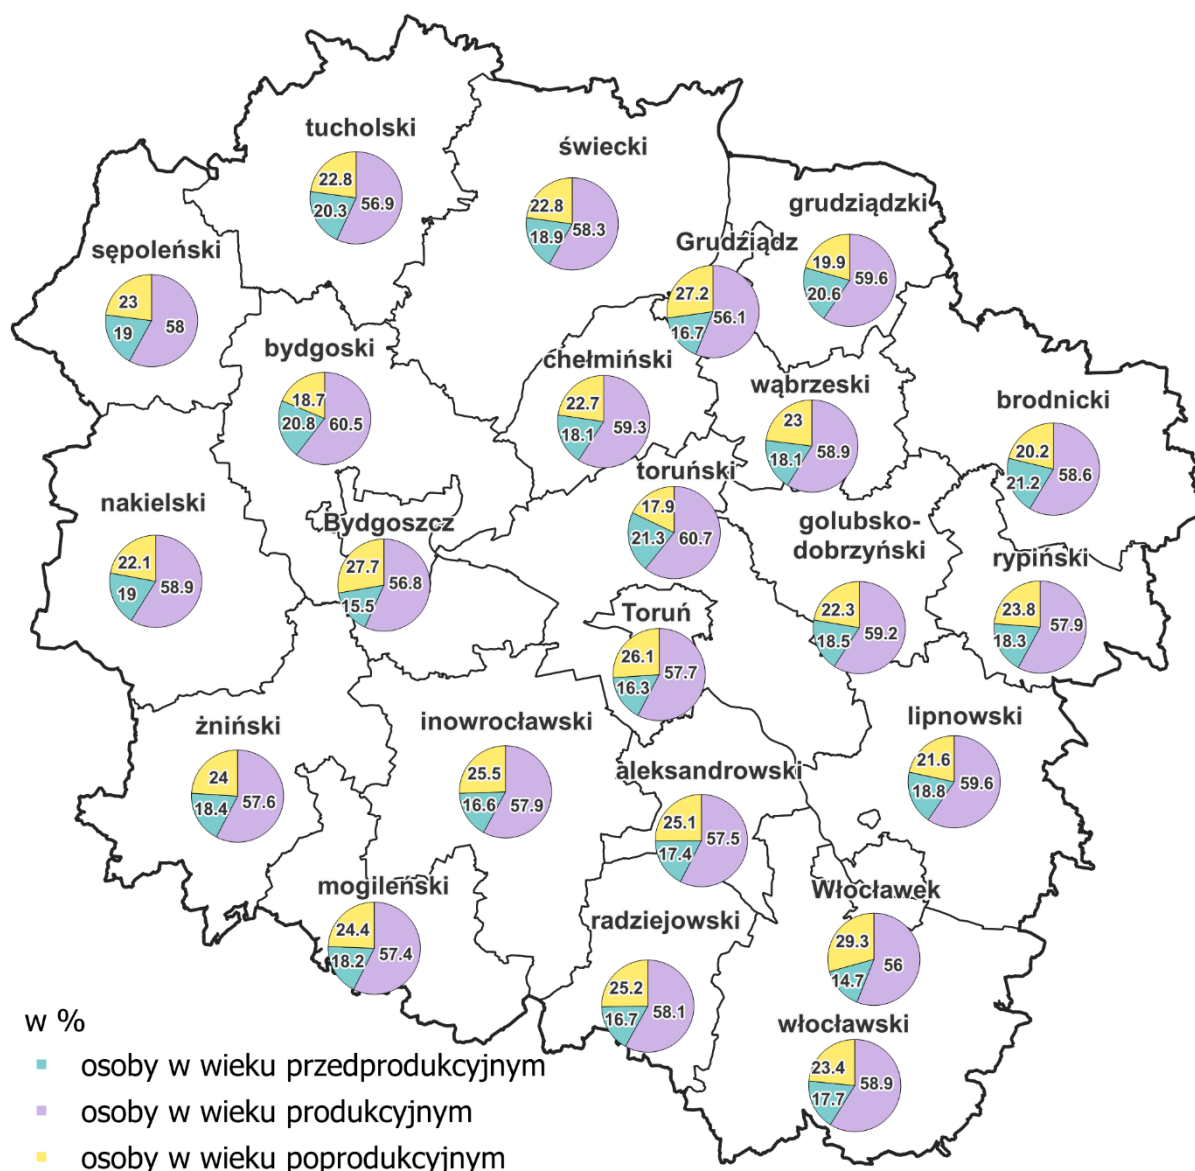 tucholski
22.8
20.3
56.9
świecki
22.8
18.9
58.3
grudziądzki
19.9
20.6
59.6
Grudziądz
27.2
16.7
56.1
sępoleński
23
19
58
bydgoski
18.7
20.8
60.5
chełmiński
22.7
18.1
59.3
wąbrzeski
23
18.1
58.9
brodnicki
20.2
21.2
58.6
toruński
17.9
21.3
60.7
nakielski
22.1
19
58.9
Bydgoszcz
27.7
15.5
56.8
golubsko-
dobrzyński
22.3
18.5
59.2
rypiński
23.8
18.3
57.9
Toruń
26.1
16.3
57.7
żniński
24
18.4
57.6
inowrocławski
25.5
16.6
57.9
lipnowski
21.6
18.8
59.6
aleksandrowski
25.1
17.4
57.5
mogileński
24.4
18.2
57.4
radziejowski
25.2
16.7
58.1
Włocławek
29.3
14.7
56
włocławski
23.4
17.7
58.9
w %
osoby w wieku przedprodukcyjnym
osoby w wieku produkcyjnym
osoby w wieku poprodukcyjnym